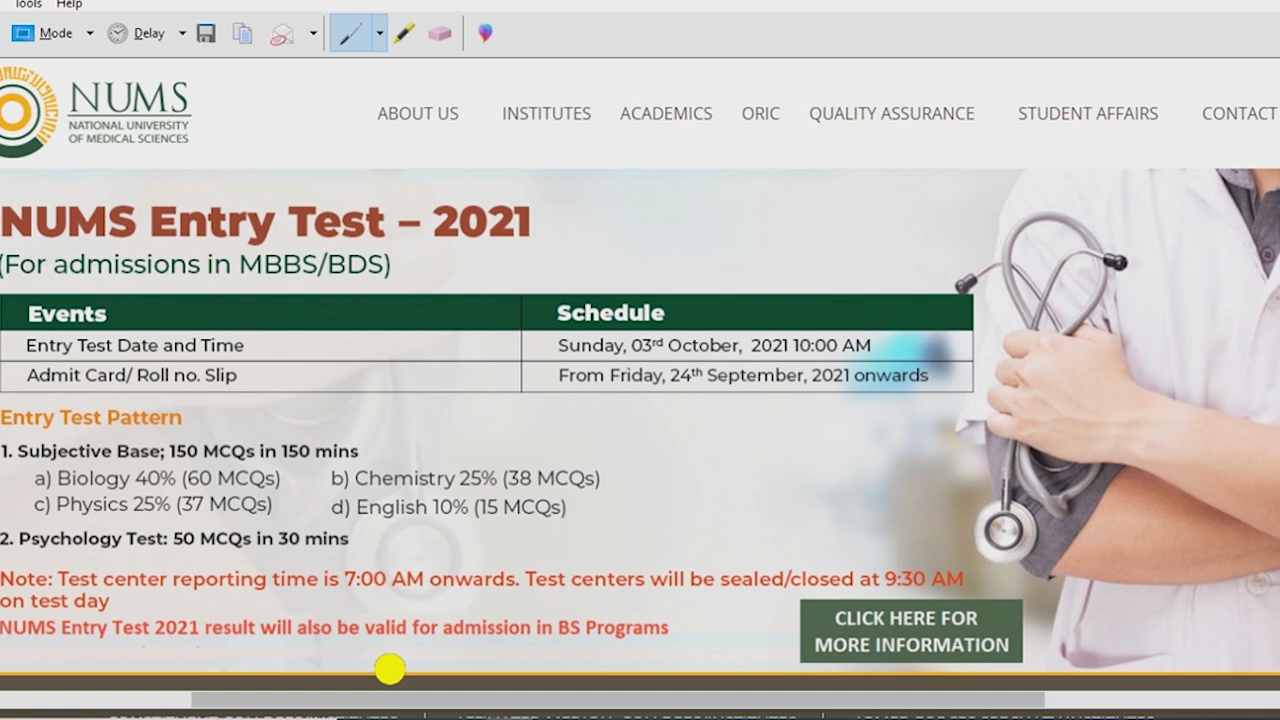 Tools Help
Mode Delay
NUMS
NATIONAL UNIVERSITY
OF MEDICAL SCIENCES
ABOUT US INSTITUTES ACADEMICS ORIC QUALITY ASSURANCE STUDENT AFFAIRS CONTACT
NUMS Entry Test – 2021
(For admissions in MBBS/BDS)
Events Schedule
Entry Test Date and Time Sunday, 03rd October, 2021 10:00 AM
Admit Card/ Roll no. Slip From Friday, 24th September, 2021 onwards
Entry Test Pattern
1. Subjective Base; 150 MCQs in 150 mins
a) Biology 40% (60 MCQs) b) Chemistry 25% (38 MCQs)
c) Physics 25% (37 MCQs) d) English 10% (15 MCQs)
2. Psychology Test: 50 MCQs in 30 mins
Note: Test center reporting time is 7:00 AM onwards. Test centers will be sealed/closed at 9:30 AM
on test day
NUMS Entry Test 2021 result will also be valid for admission in BS Programs
CLICK HERE FOR
MORE INFORMATION